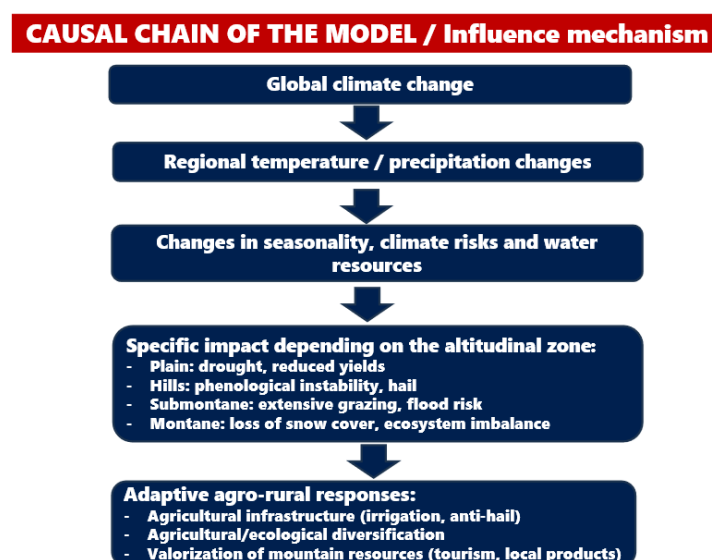 CAUSAL CHAIN OF THE MODEL / Influence mechanism
Global climate change
Regional temperature / precipitation changes
Changes in seasonality, climate risks and water
resources
Specific impact depending on the altitudinal zone:
- Plain: drought, reduced yields
- Hills: phenological instability, hail
- Submontane: extensive grazing, flood risk
- Montane: loss of snow cover, ecosystem imbalance
Adaptive agro-rural responses:
- Agricultural infrastructure (irrigation, anti-hail)
- Agricultural/ecological diversification
- Valorization of mountain resources (tourism, local products)